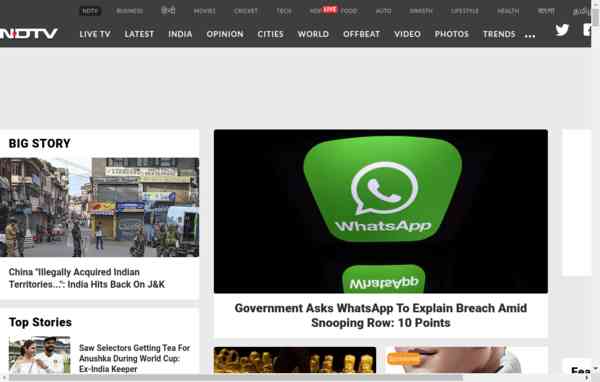 NDTV BUSINESS हिन्दी MOVIES CRICKET TECH HOP LIVE FOOD AUTO SWASTH LIFESTYLE HEALTH বাংলা தமிழ்
NDTV LIVE TV LATEST INDIA OPINION CITIES WORLD OFFBEAT VIDEO PHOTOS TRENDS ...
BIG STORY
WhatsApp
WhatsApp
China "Illegally Acquired Indian
Territories...": India Hits Back On J&K
Government Asks WhatsApp To Explain Breach Amid
Snooping Row: 10 Points
Top Stories
Saw Selectors Getting Tea For
Anushka During World Cup:
Ex-India Keeper
Sponsored
Fea